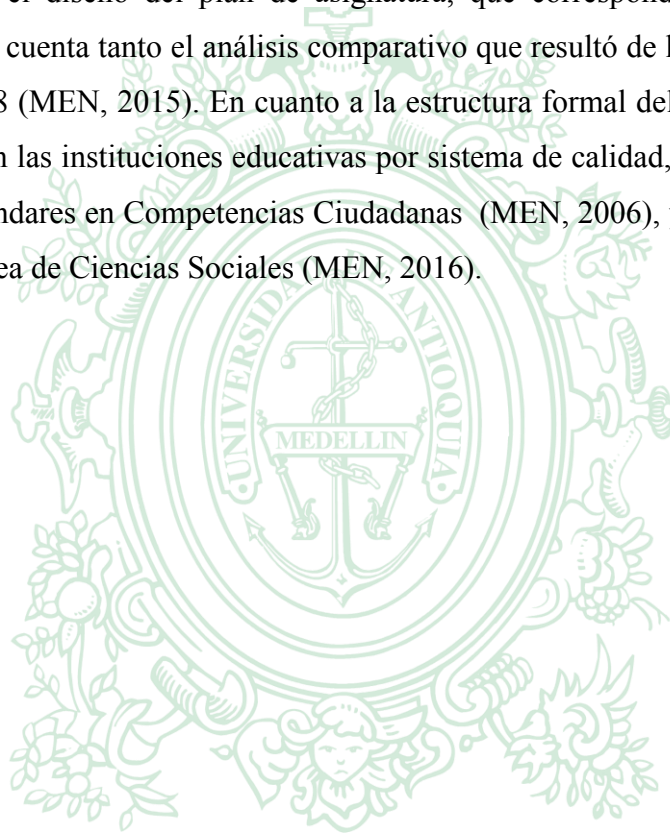 el diseño del plan de asignatura, que correspond
cuenta tanto el análisis comparativo que resultó de l
8 (MEN, 2015). En cuanto a la estructura formal del
n las instituciones educativas por sistema de calidad,
ndares en Competencias Ciudadanas (MEN, 2006),
ea de Ciencias Sociales (MEN, 2016).
UNIVERSIDAD ANTIOQUIA
MEDELLIN